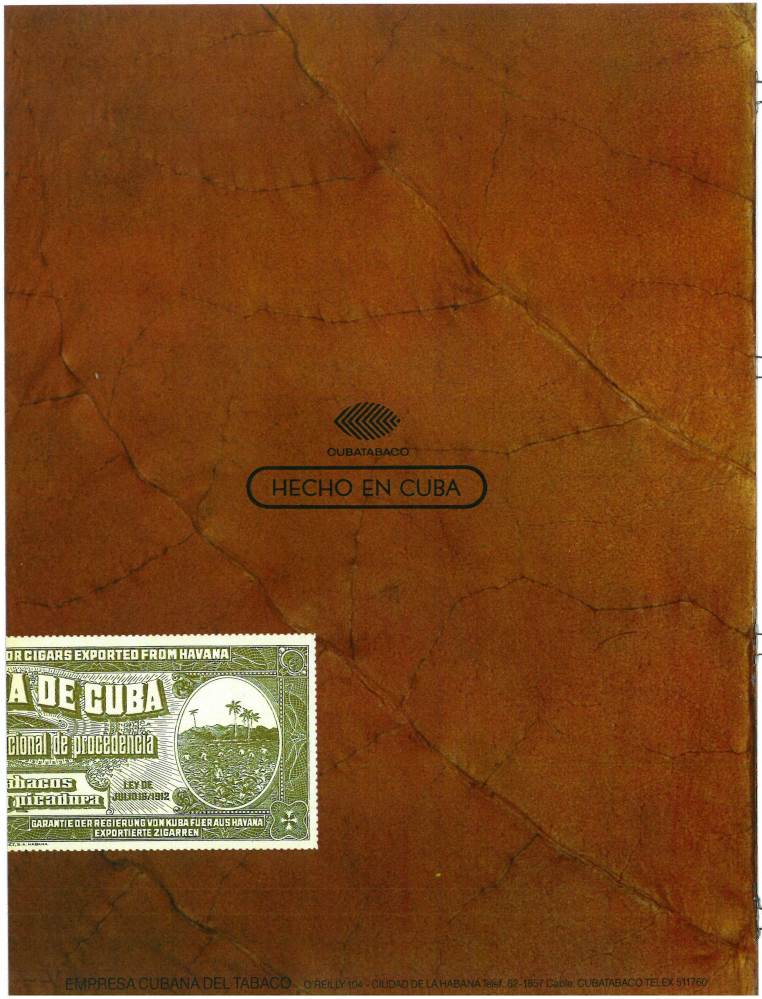 CUBATABACO
HECHO EN CUBA
OR CIGARS EXPORTED FROM HAVANA
A DE CUBA
cional de procedencia
abacos
picadura
LEY DE
JULIO 16/1912
GARANTIE DER REGIERUNG VON KUBA FUER AUS HAVANA
EXPORTIERTE ZIGARREN
EMPRESA CUBANA DEL TABACO O'REILLY 104 - CIUDAD DE LA HABANA Teléf.: 62-1857 Cable: CUBATABACO TELEX 511760